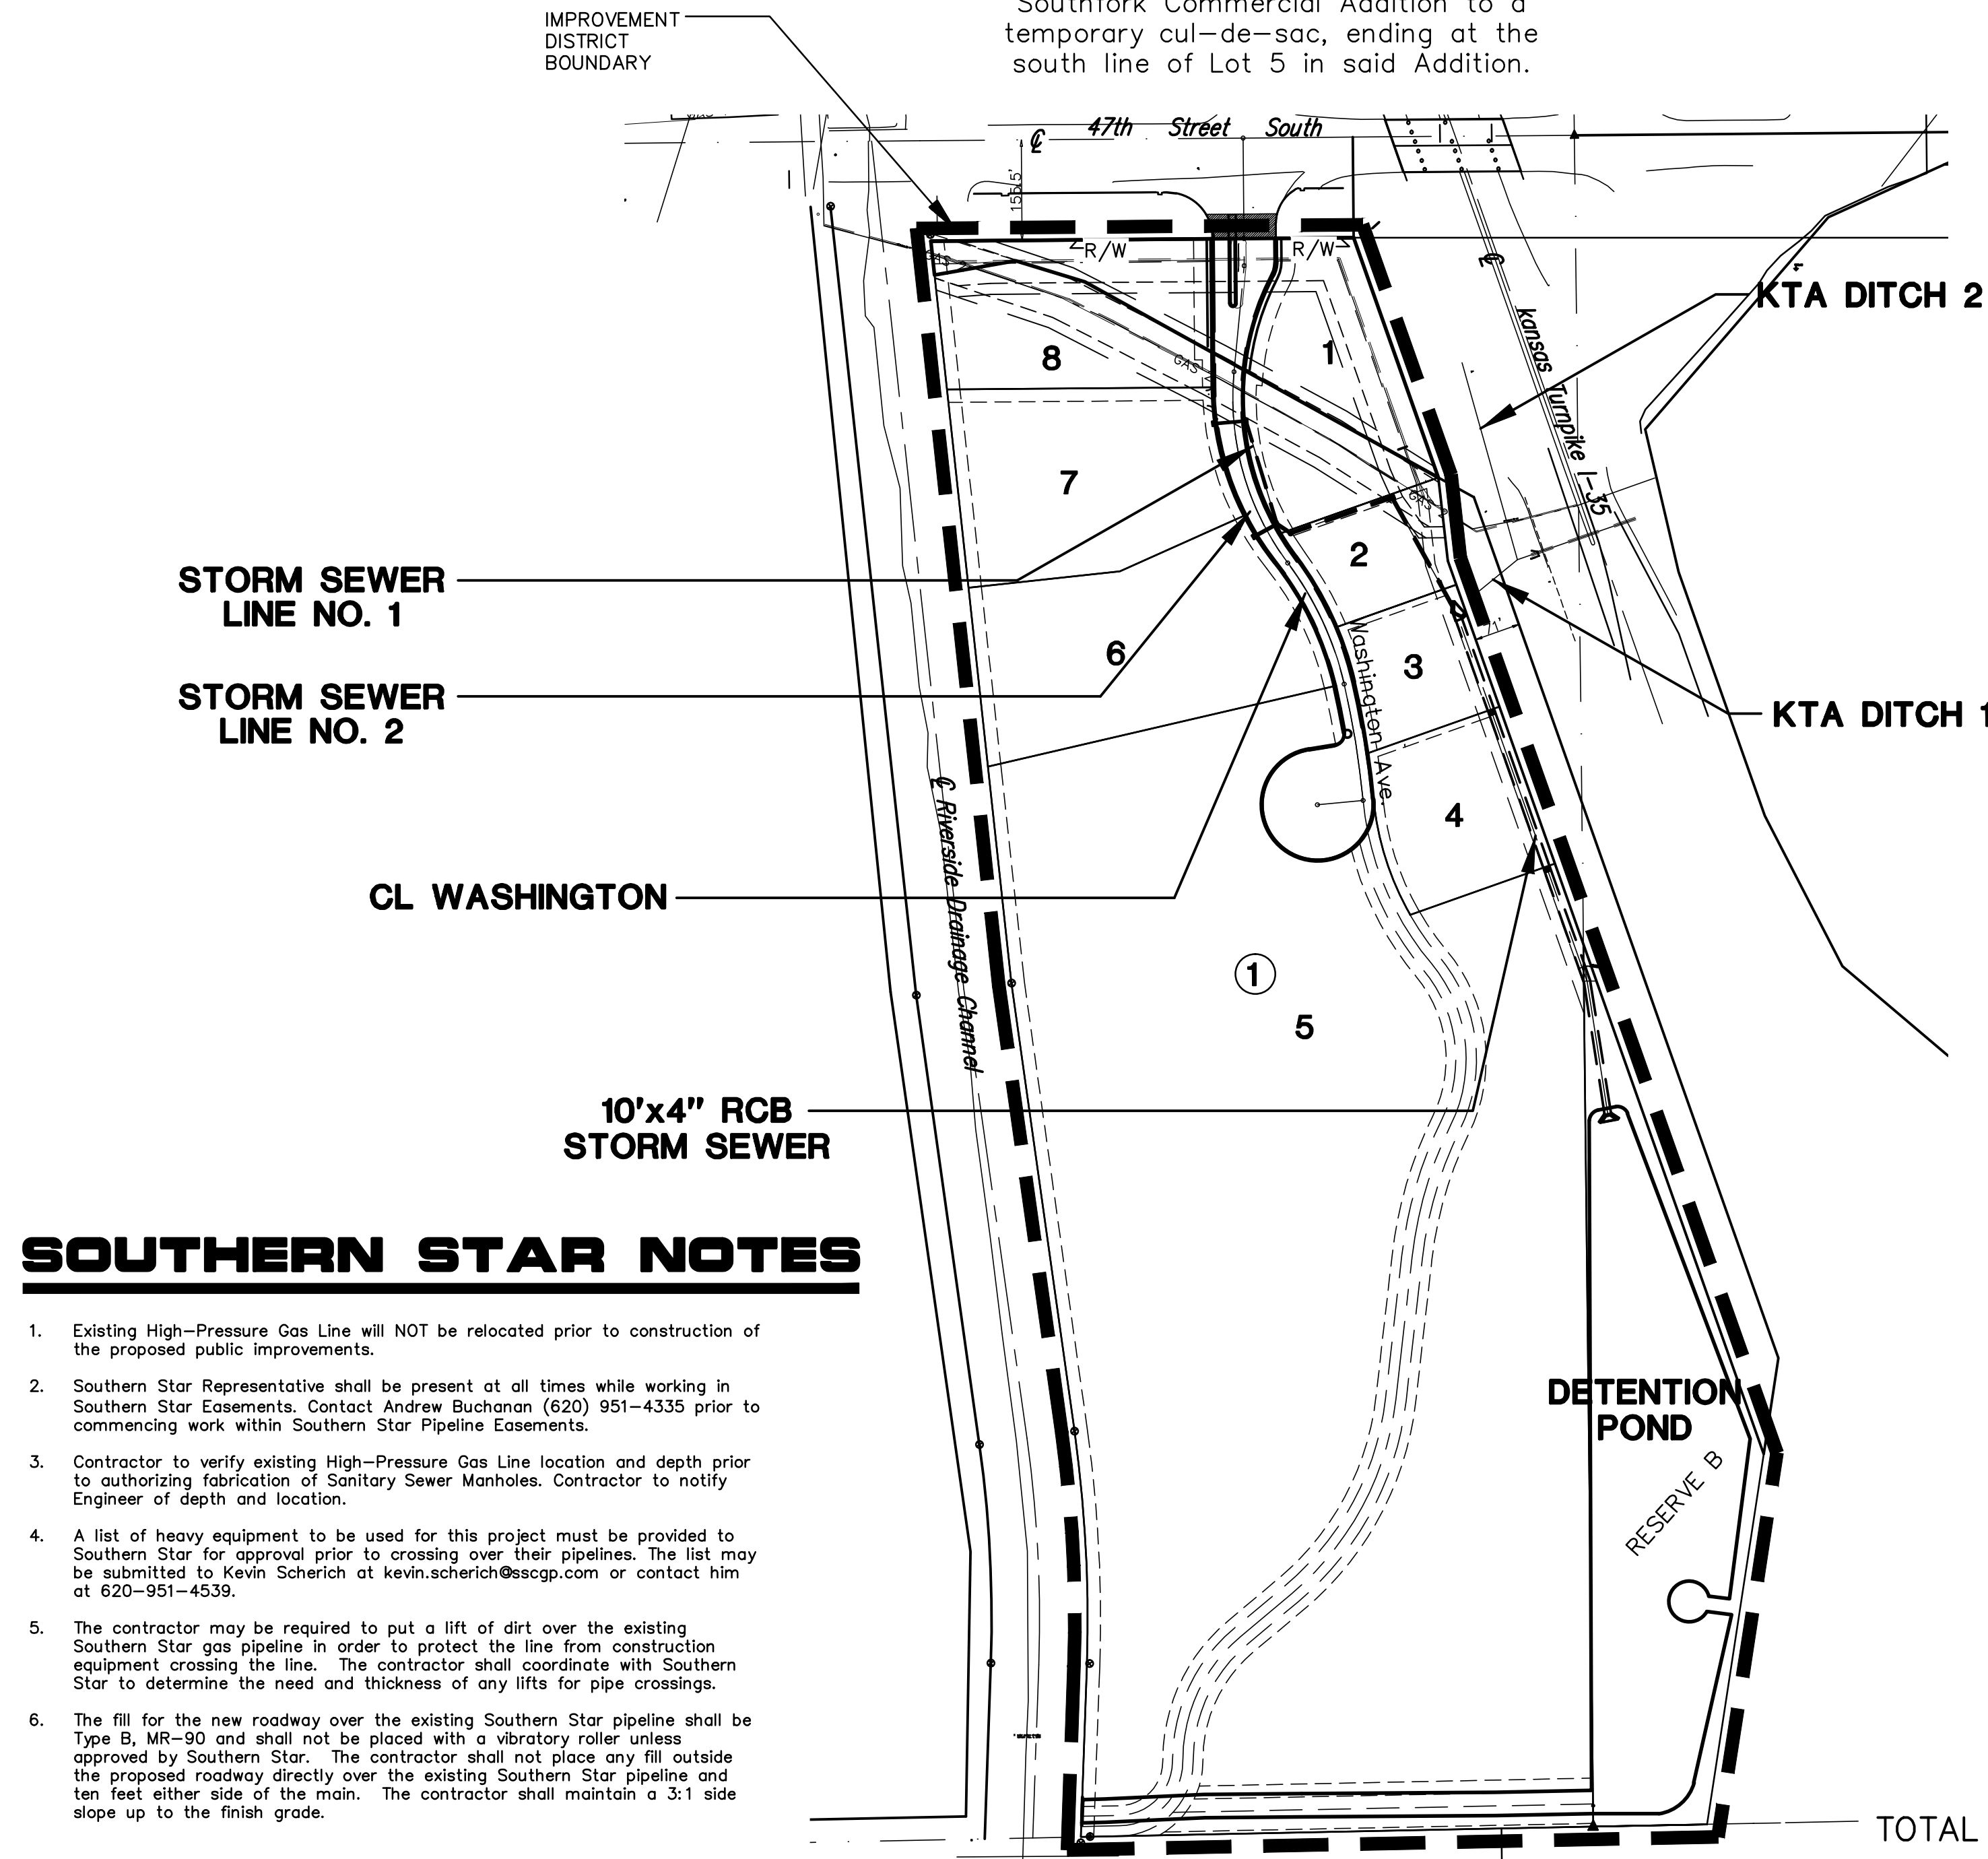 IMPROVEMENT
DISTRICT
BOUNDARY
Southfork Commercial Addition to a
temporary cul-de-sac, ending at the
south line of Lot 5 in said Addition.
℄ 47th Street South
155.5'
R/W
R/W
GAS
KTA DITCH 2
8
1
GAS
℄
Kansas Turnpike I-35
7
GAS
STORM SEWER
LINE NO. 1
2
6
3
STORM SEWER
LINE NO. 2
KTA DITCH 1
Washington Ave.
4
℄ Riverside Drainage Channel
CL WASHINGTON
1
5
10'x4" RCB
STORM SEWER
SOUTHERN STAR NOTES
1. Existing High-Pressure Gas Line will NOT be relocated prior to construction of
the proposed public improvements.
2. Southern Star Representative shall be present at all times while working in
Southern Star Easements. Contact Andrew Buchanan (620) 951-4335 prior to
commencing work within Southern Star Pipeline Easements.
3. Contractor to verify existing High-Pressure Gas Line location and depth prior
to authorizing fabrication of Sanitary Sewer Manholes. Contractor to notify
Engineer of depth and location.
4. A list of heavy equipment to be used for this project must be provided to
Southern Star for approval prior to crossing over their pipelines. The list may
be submitted to Kevin Scherich at kevin.scherich@sscgp.com or contact him
at 620-951-4539.
5. The contractor may be required to put a lift of dirt over the existing
Southern Star gas pipeline in order to protect the line from construction
equipment crossing the line. The contractor shall coordinate with Southern
Star to determine the need and thickness of any lifts for pipe crossings.
6. The fill for the new roadway over the existing Southern Star pipeline shall be
Type B, MR-90 and shall not be placed with a vibratory roller unless
approved by Southern Star. The contractor shall not place any fill outside
the proposed roadway directly over the existing Southern Star pipeline and
ten feet either side of the main. The contractor shall maintain a 3:1 side
slope up to the finish grade.
DETENTION
POND
RESERVE B
TOTAL